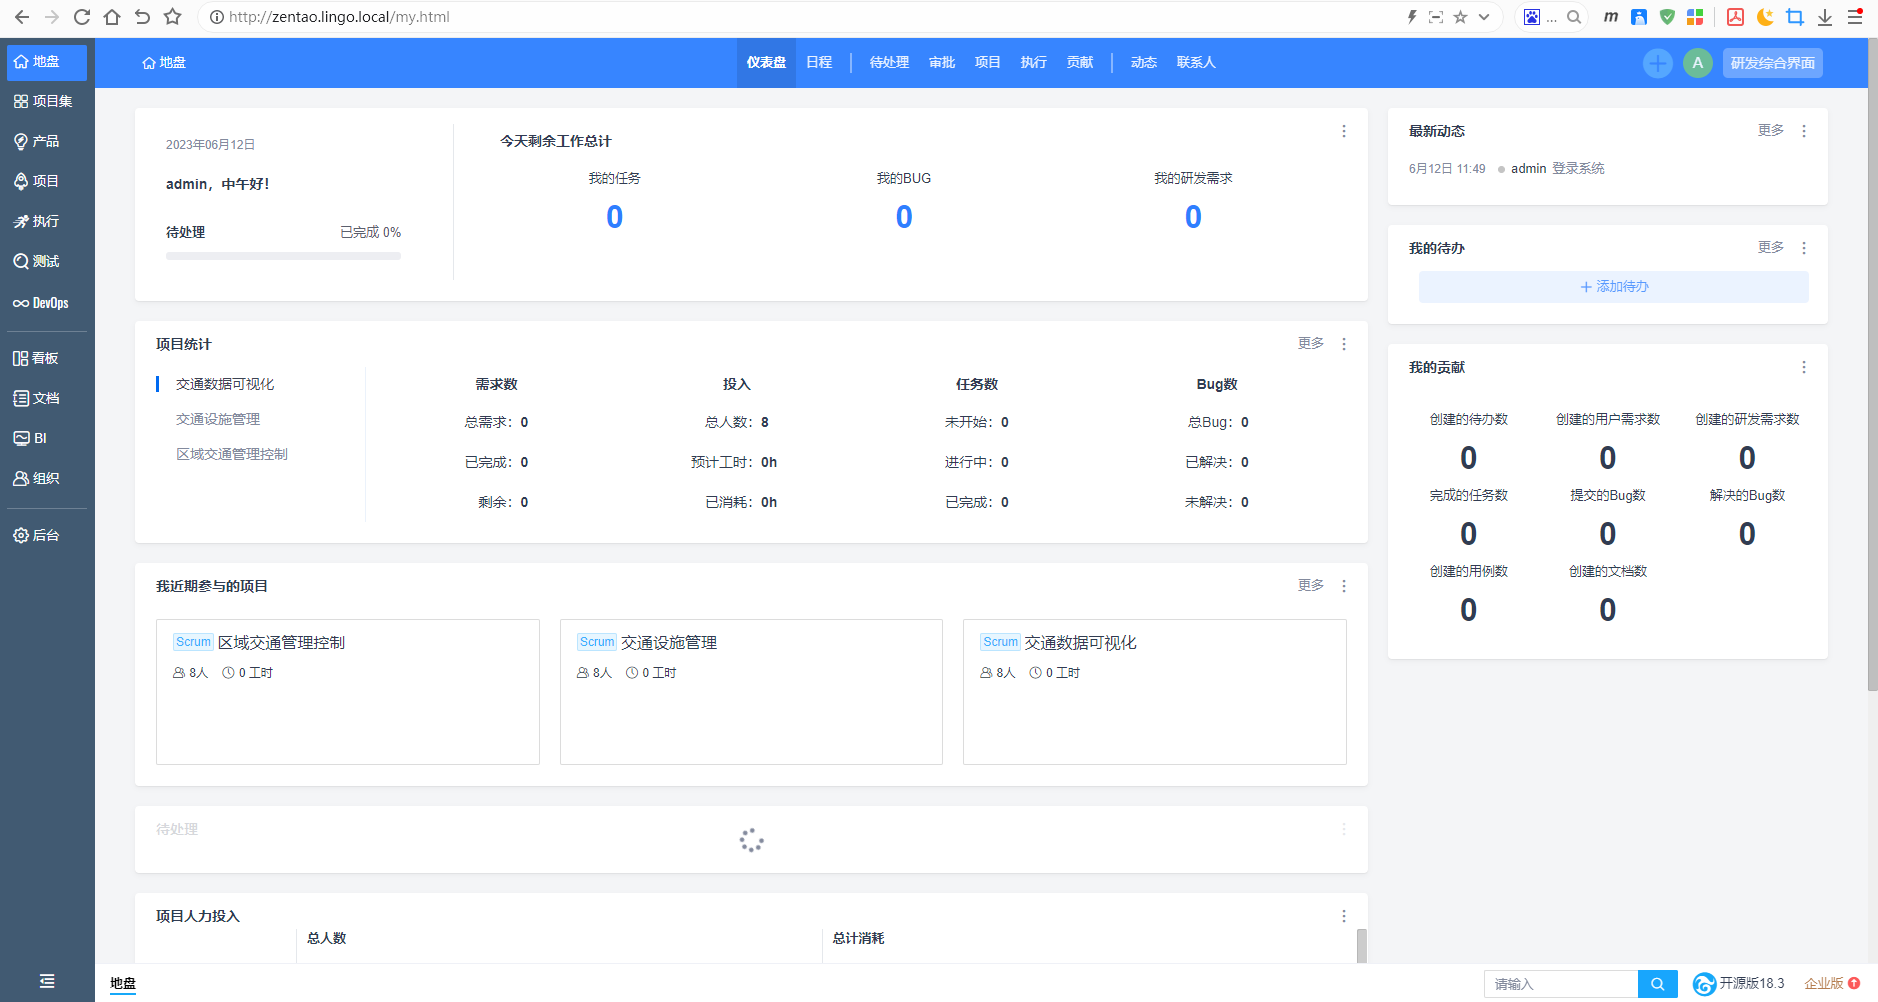 http://zentao.lingo.local/my.html
...
m
地盘
项目集
产品
项目
执行
测试
DevOps
看板
文档
BI
组织
后台
地盘
仪表盘 日程 待处理 审批 项目 执行 贡献 动态 联系人
A
研发综合界面
2023年06月12日
admin，中午好！
待处理 已完成 0%
今天剩余工作总计
我的任务 我的BUG 我的研发需求
0 0 0
项目统计 更多
交通数据可视化
交通设施管理
区域交通管理控制
需求数 投入 任务数 Bug数
总需求：0 总人数：8 未开始：0 总Bug：0
已完成：0 预计工时：0h 进行中：0 已解决：0
剩余：0 已消耗：0h 已完成：0 未解决：0
我近期参与的项目 更多
Scrum 区域交通管理控制
8人 0 工时
Scrum 交通设施管理
8人 0 工时
Scrum 交通数据可视化
8人 0 工时
待处理
项目人力投入
总人数 总计消耗
最新动态 更多
6月12日 11:49 admin 登录系统
我的待办 更多
添加待办
我的贡献
创建的待办数 创建的用户需求数 创建的研发需求数
0 0 0
完成的任务数 提交的Bug数 解决的Bug数
0 0 0
创建的用例数 创建的文档数
0 0
地盘
请输入
开源版18.3
企业版